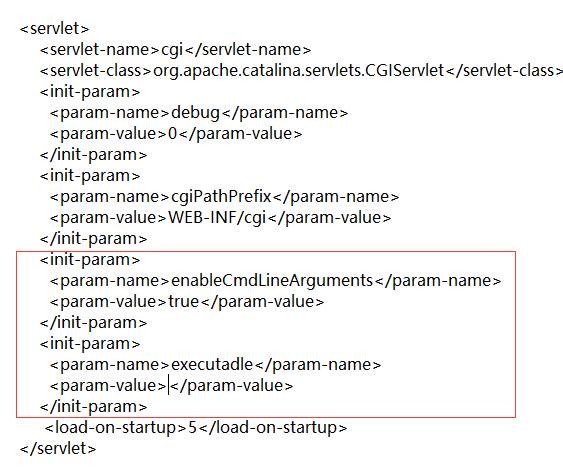 <servlet>
<servlet-name>cgi</servlet-name>
<servlet-class>org.apache.catalina.servlets.CGIServlet</servlet-class>
<init-param>
<param-name>debug</param-name>
<param-value>0</param-value>
</init-param>
<init-param>
<param-name>cgiPathPrefix</param-name>
<param-value>WEB-INF/cgi</param-value>
</init-param>
<init-param>
<param-name>enableCmdLineArguments</param-name>
<param-value>true</param-value>
</init-param>
<init-param>
<param-name>executadle</param-name>
<param-value></param-value>
</init-param>
<load-on-startup>5</load-on-startup>
</servlet>